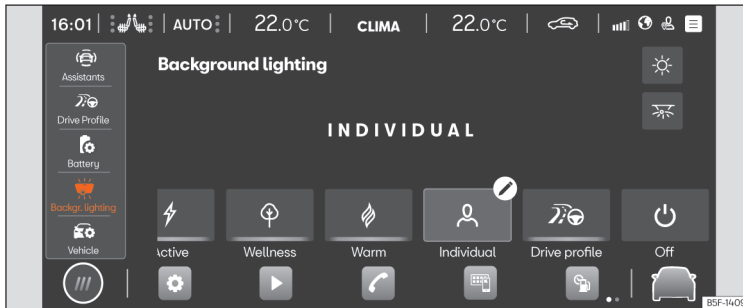 16:01 AUTO 22.0°C CLIMA 22.0°C
Assistants
Drive Profile
Battery
Backgr. lighting
Vehicle
Background lighting
INDIVIDUAL
Active Wellness Warm Individual Drive profile Off
B5F-1409